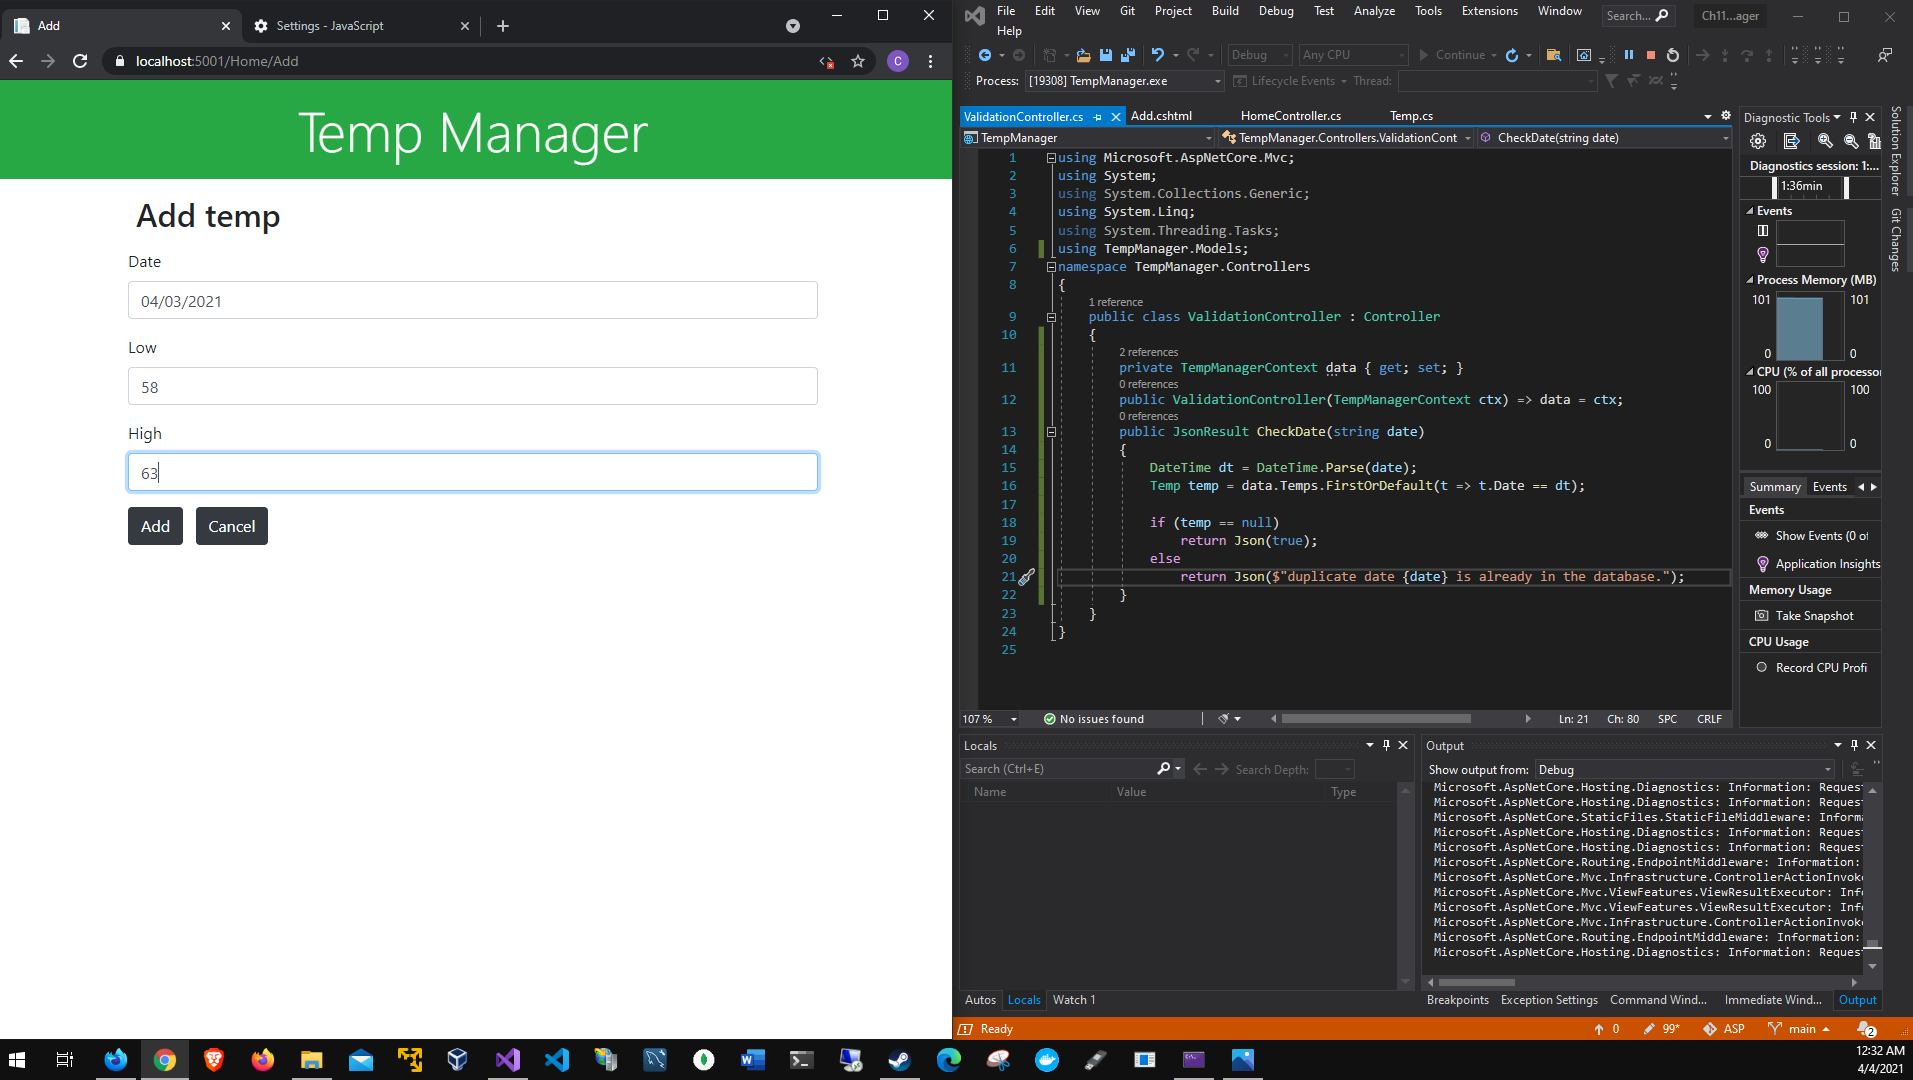 Add
Settings - JavaScript
localhost:5001/Home/Add
C
Temp Manager
Add temp
Date
04/03/2021
Low
58
High
63
Add
Cancel
File Edit View Git Project Build Debug Test Analyze Tools Extensions Window
Help
Search...
Ch11...ager
Debug
Any CPU
Continue
Process: [19308] TempManager.exe
Lifecycle Events
Thread:
ValidationController.cs
Add.cshtml
HomeController.cs
Temp.cs
TempManager
TempManager.Controllers.ValidationCont
CheckDate(string date)
1 using Microsoft.AspNetCore.Mvc;
2 using System;
3 using System.Collections.Generic;
4 using System.Linq;
5 using System.Threading.Tasks;
6 using TempManager.Models;
7 namespace TempManager.Controllers
8 {
1 reference
9 public class ValidationController : Controller
10 {
2 references
11 private TempManagerContext data { get; set; }
0 references
12 public ValidationController(TempManagerContext ctx) => data = ctx;
0 references
13 public JsonResult CheckDate(string date)
14 {
15 DateTime dt = DateTime.Parse(date);
16 Temp temp = data.Temps.FirstOrDefault(t => t.Date == dt);
17
18 if (temp == null)
19 return Json(true);
20 else
21 return Json($"duplicate date {date} is already in the database.");
22 }
23 }
24 }
25
107 %
No issues found
Ln: 21 Ch: 80 SPC CRLF
Diagnostic Tools
Diagnostics session: 1:...
1:36min
Events
Process Memory (MB)
101 101
0 0
CPU (% of all processo
100 100
0 0
Summary Events
Events
Show Events (0 of
Application Insights
Memory Usage
Take Snapshot
CPU Usage
Record CPU Profi
Solution Explorer
Git Changes
Locals
Search (Ctrl+E)
Search Depth:
Name Value Type
Autos Locals Watch 1
Output
Show output from: Debug
Microsoft.AspNetCore.Hosting.Diagnostics: Information: Reques
Microsoft.AspNetCore.Hosting.Diagnostics: Information: Reques
Microsoft.AspNetCore.StaticFiles.StaticFileMiddleware: Inform
Microsoft.AspNetCore.Hosting.Diagnostics: Information: Reques
Microsoft.AspNetCore.Hosting.Diagnostics: Information: Reques
Microsoft.AspNetCore.Routing.EndpointMiddleware: Information:
Microsoft.AspNetCore.Mvc.Infrastructure.ControllerActionInvok
Microsoft.AspNetCore.Mvc.ViewFeatures.ViewResultExecutor: Inf
Microsoft.AspNetCore.Mvc.ViewFeatures.ViewResultExecutor: Inf
Microsoft.AspNetCore.Mvc.Infrastructure.ControllerActionInvok
Microsoft.AspNetCore.Routing.EndpointMiddleware: Information:
Microsoft.AspNetCore.Hosting.Diagnostics: Information: Reques
Breakpoints Exception Settings Command Wind... Immediate Wind... Output
Ready
0 99* ASP main 2
12:32 AM
4/4/2021